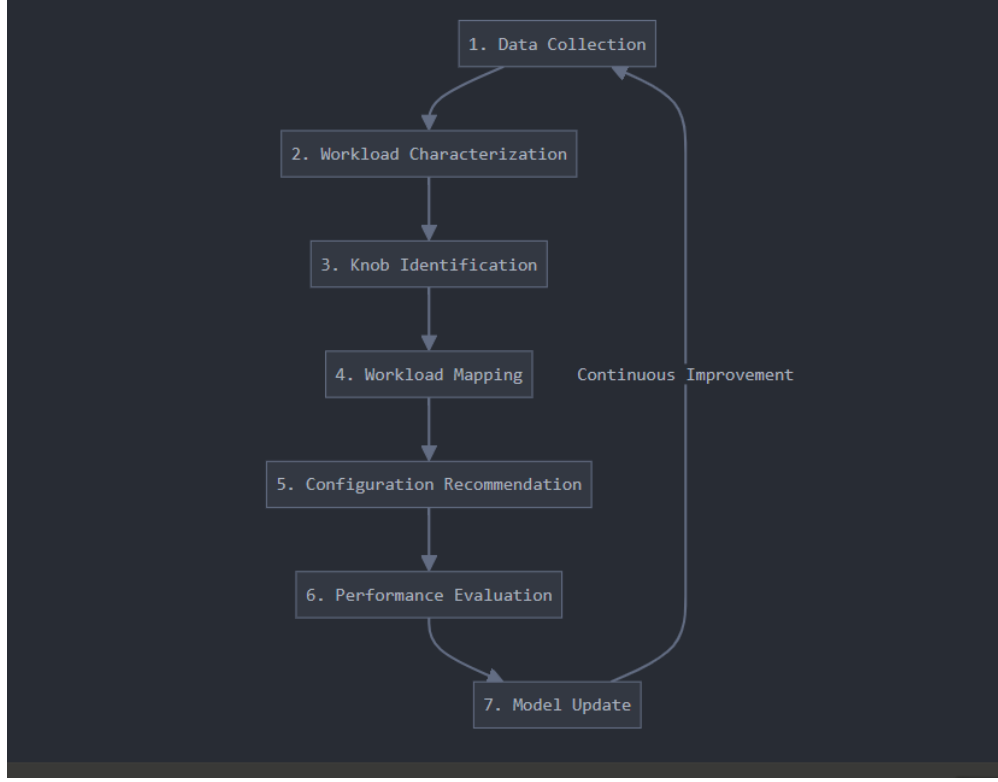 1. Data Collection
2. Workload Characterization
3. Knob Identification
4. Workload Mapping
Continuous Improvement
5. Configuration Recommendation
6. Performance Evaluation
7. Model Update